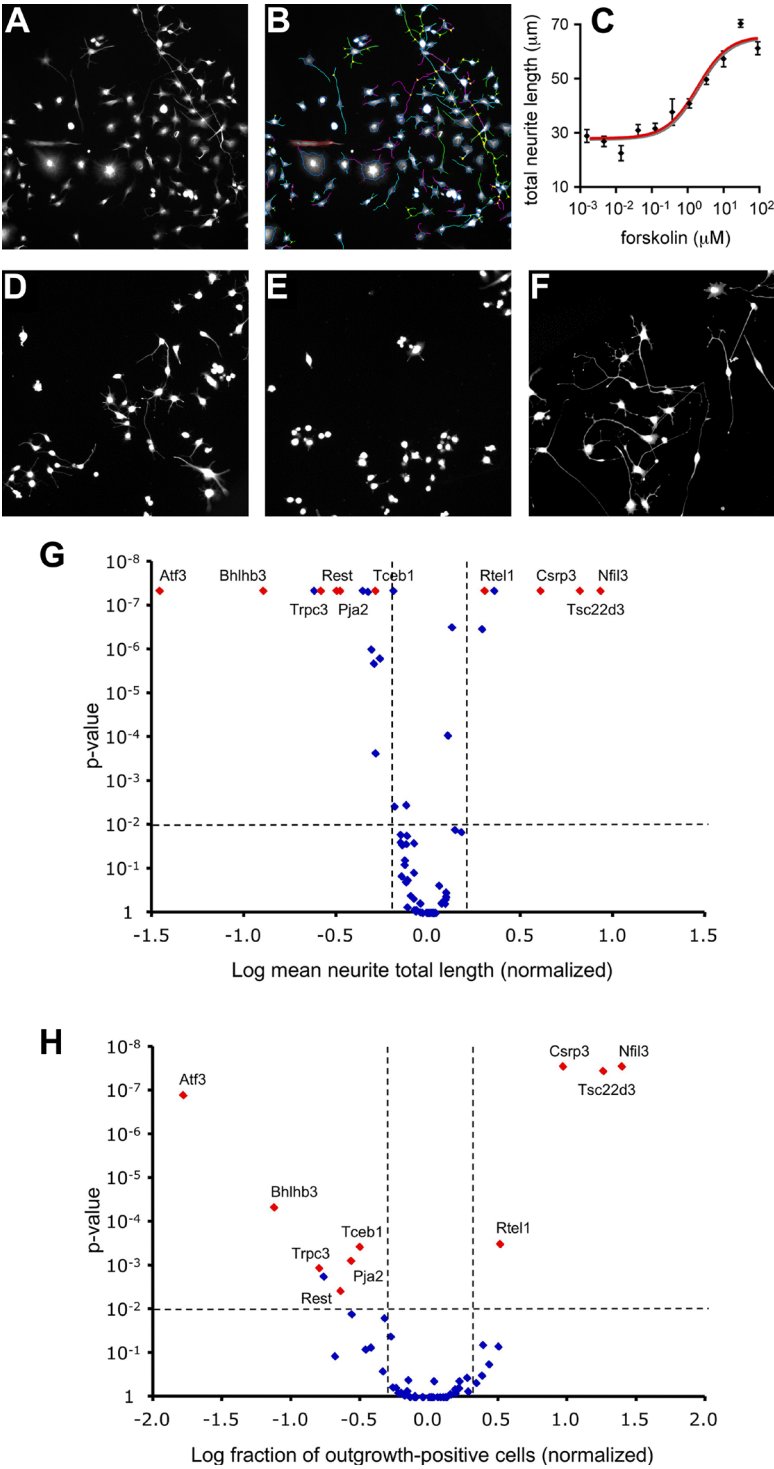 A
B
C
total neurite length (μm)
70
50
30
10
10-3 10-2 10-1 100 101 102
forskolin (μM)
D
E
F
G
p-value
10-8
10-7
10-6
10-5
10-4
10-3
10-2
10-1
1
Atf3 Bhlhb3 Rest Tceb1 Rtel1 Csrp3 Nfil3
Trpc3 Pja2 Tsc22d3
-1.5 -1.0 -0.5 0.0 0.5 1.0 1.5
Log mean neurite total length (normalized)
H
p-value
10-8
10-7
10-6
10-5
10-4
10-3
10-2
10-1
1
Csrp3 Nfil3
Atf3 Tsc22d3
Bhlhb3
Tceb1 Rtel1
Trpc3
Pja2
Rest
-2.0 -1.5 -1.0 -0.5 0.0 0.5 1.0 1.5 2.0
Log fraction of outgrowth-positive cells (normalized)